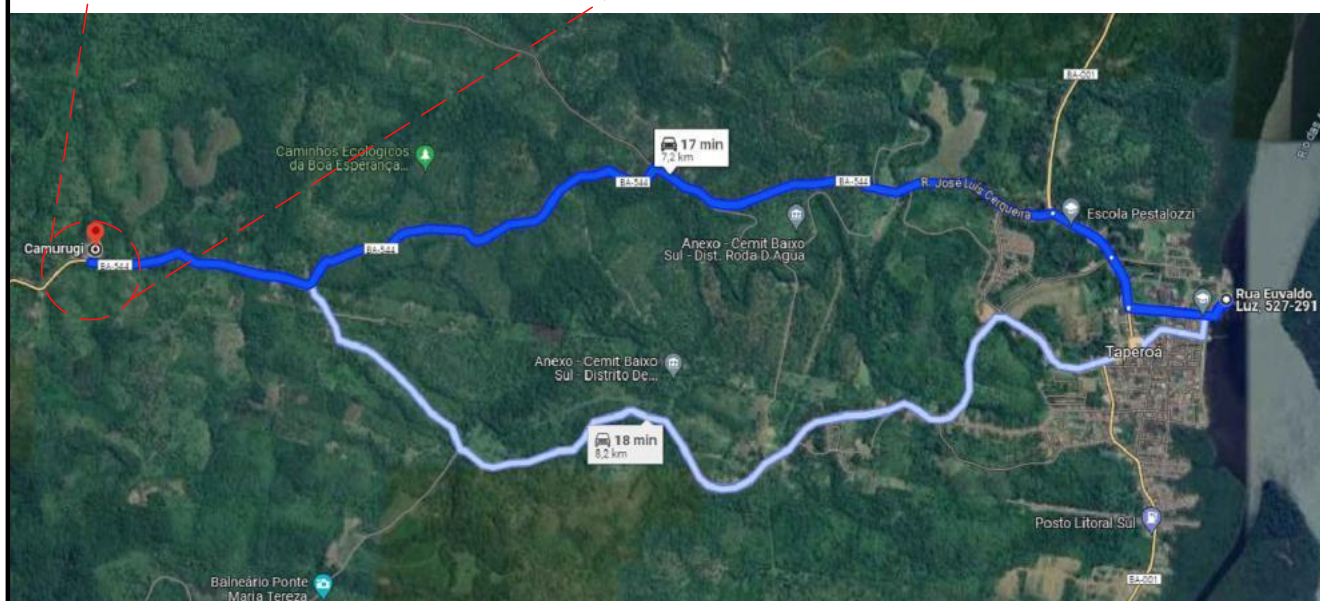 BA-001
17 min
7,2 km
Caminhos Ecológicos
da Boa Esperança...
BA-544
BA-544
R. José Luís Cerqueira
Escola Pestalozzi
Anexo - Cemit Baixo
Sul - Dist. Roda D Agua
Camurugi
BA-544
BA-544
Rua Euvaldo
Luz, 527-291
Taperoá
Anexo - Cemit Baixo
Sul - Distrito De...
18 min
8,2 km
Posto Litoral Sul
Balneário Ponte
Maria Tereza
BA-001